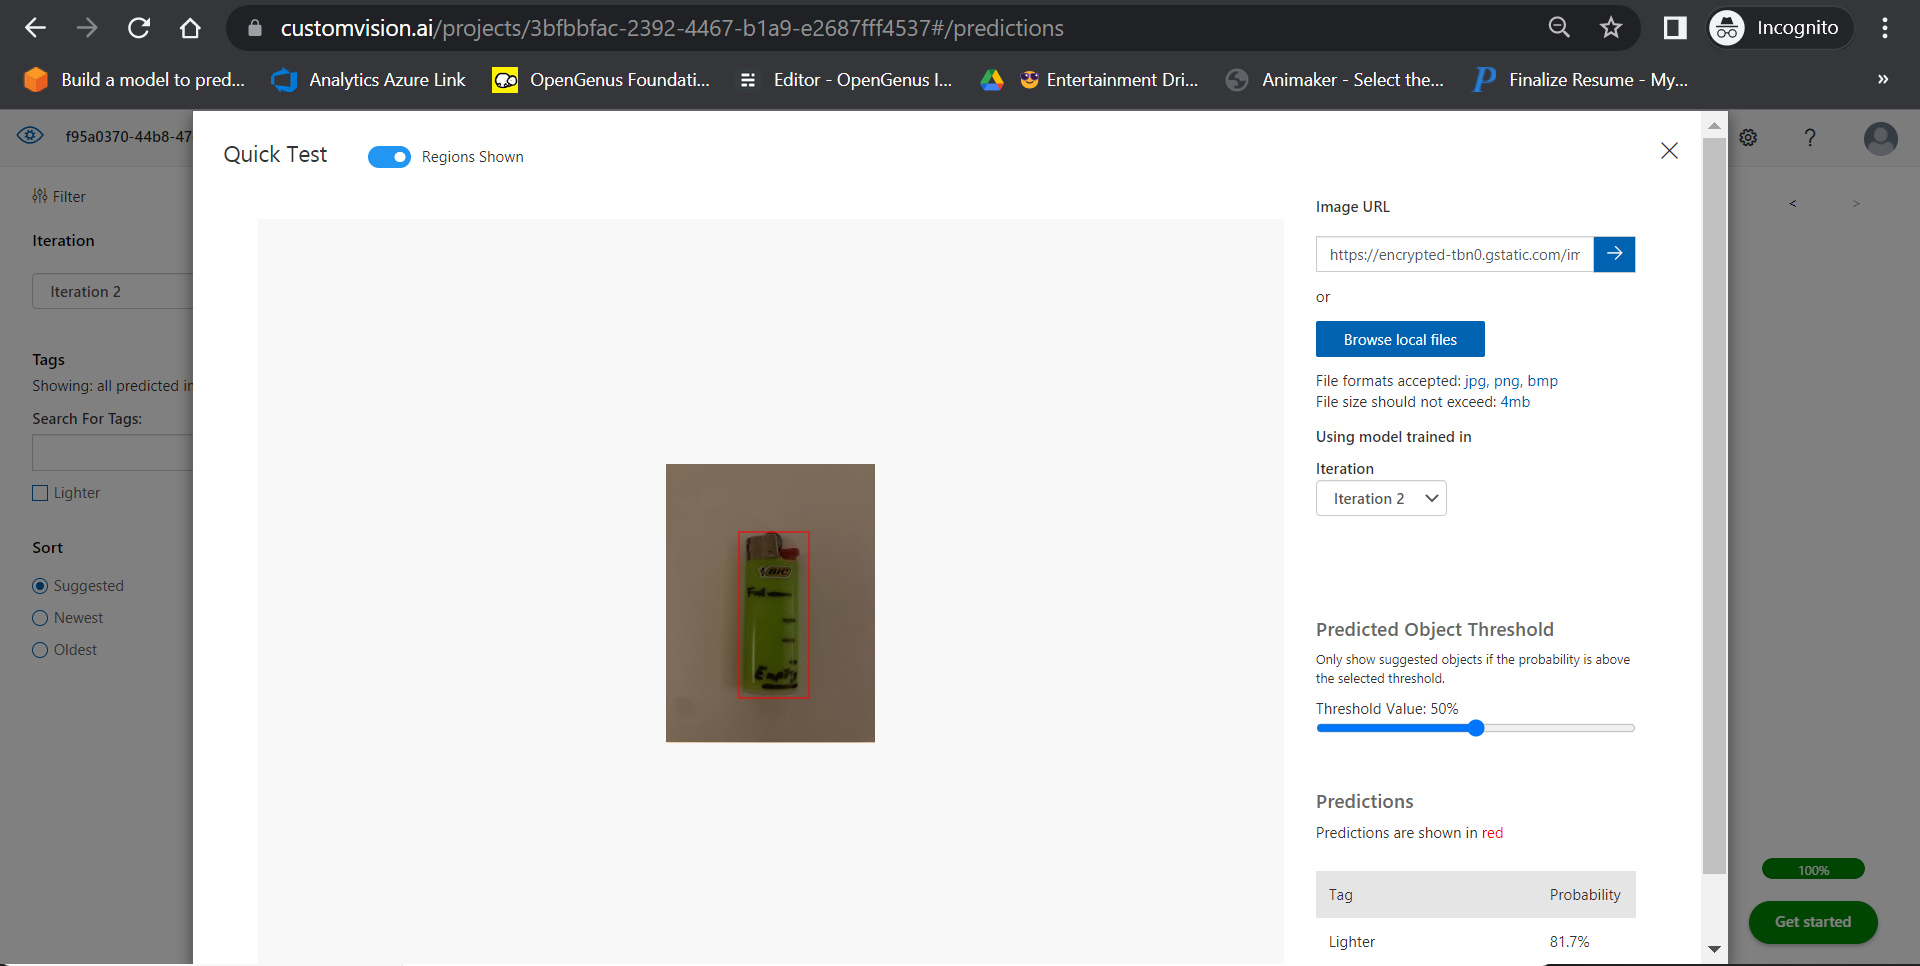 customvision.ai/projects/3bfbbfac-2392-4467-b1a9-e2687fff4537#/predictions
Incognito
Build a model to pred...
Analytics Azure Link
OpenGenus Foundati...
Editor - OpenGenus I...
Entertainment Dri...
Animaker - Select the...
Finalize Resume - My...
»
f95a0370-44b8-47
Quick Test
Regions Shown
?
Filter
Iteration
Iteration 2
Tags
Showing: all predicted in
Search For Tags:
Lighter
Sort
Suggested
Newest
Oldest
BIC
Empty
Image URL
https://encrypted-tbn0.gstatic.com/im
or
Browse local files
File formats accepted: jpg, png, bmp
File size should not exceed: 4mb
Using model trained in
Iteration
Iteration 2
Predicted Object Threshold
Only show suggested objects if the probability is above
the selected threshold.
Threshold Value: 50%
Predictions
Predictions are shown in red
Tag Probability
Lighter 81.7%
< >
100%
Get started